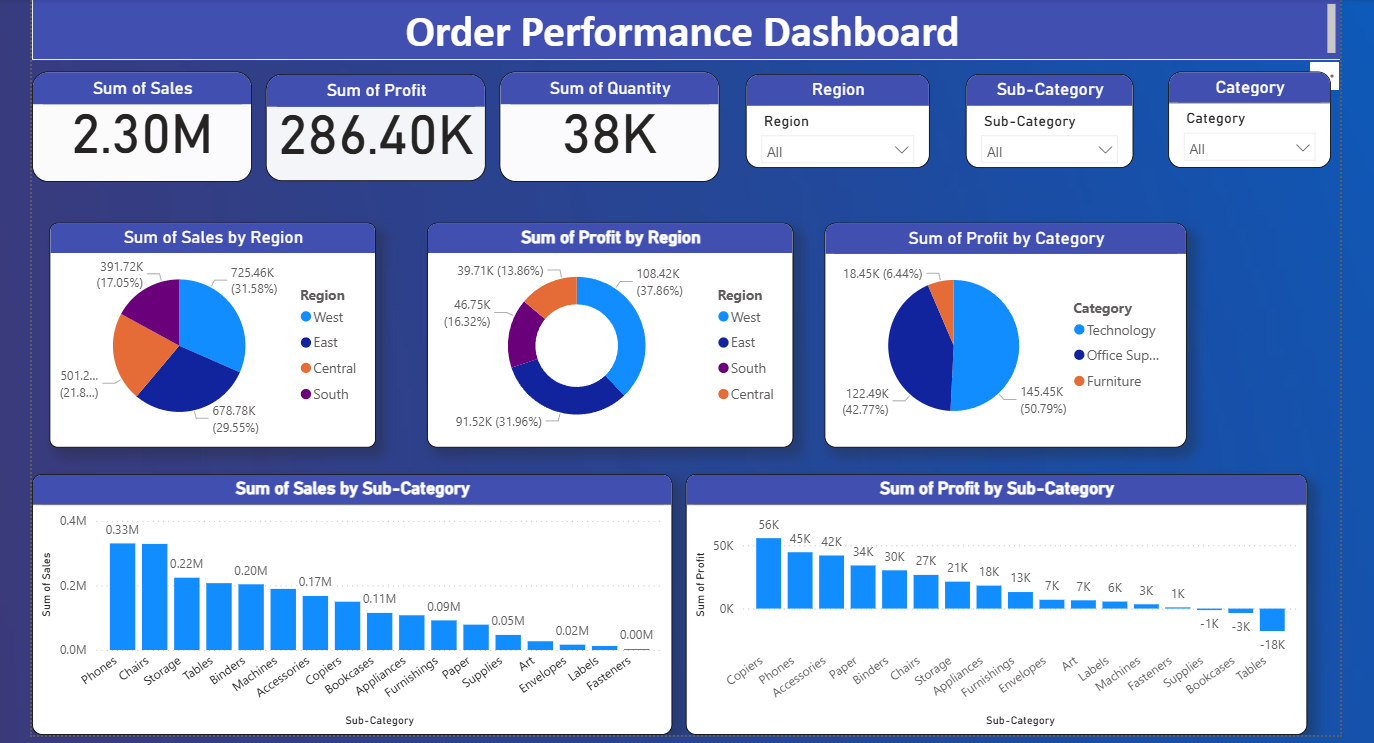 Order Performance Dashboard
Sum of Sales
2.30M
Sum of Profit
286.40K
Sum of Quantity
38K
Region
Region
All
Sub-Category
Sub-Category
All
Category
Category
All
Sum of Sales by Region
391.72K
(17.05%)
725.46K
(31.58%)
501.2...
(21.8...)
678.78K
(29.55%)
Region
West
East
Central
South
Sum of Profit by Region
39.71K (13.86%)
108.42K
(37.86%)
46.75K
(16.32%)
91.52K (31.96%)
Region
West
East
South
Central
Sum of Profit by Category
18.45K (6.44%)
122.49K
(42.77%)
145.45K
(50.79%)
Category
Technology
Office Sup...
Furniture
Sum of Sales by Sub-Category
Sum of Sales
0.4M
0.2M
0.0M
0.33M
0.22M
0.20M
0.17M
0.11M
0.09M
0.05M
0.02M
0.00M
Phones
Chairs
Storage
Tables
Binders
Machines
Accessories
Copiers
Bookcases
Appliances
Furnishings
Paper
Supplies
Art
Envelopes
Labels
Fasteners
Sub-Category
Sum of Profit by Sub-Category
Sum of Profit
50K
0K
56K
45K
42K
34K
30K
27K
21K
18K
13K
7K
7K
6K
3K
1K
-1K
-3K
-18K
Copiers
Phones
Accessories
Paper
Binders
Chairs
Storage
Appliances
Furnishings
Envelopes
Art
Labels
Machines
Fasteners
Supplies
Bookcases
Tables
Sub-Category